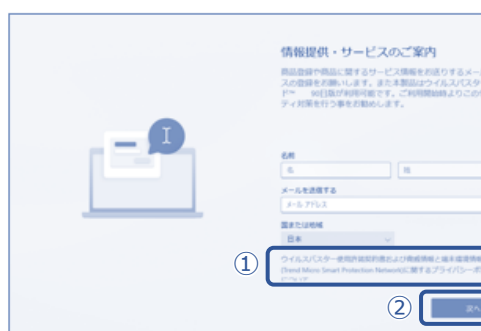 情報提供・サービスのご案内
商品登録や商品に関するサービス情報をお送りするメール
スの登録をお願いします。また本製品はウイルスバスター
ド™ 90日版が利用可能です。ご利用開始時よりこの
ティ対策を行う事をお勧めします。
名前
名
姓
メールを送信する
メール アドレス
国または地域
日本
① ウイルスバスター使用許諾契約書および脅威情報と端末環境情報
(Trend Micro Smart Protection Network)に関するプライバシーポ
について
② 次へ